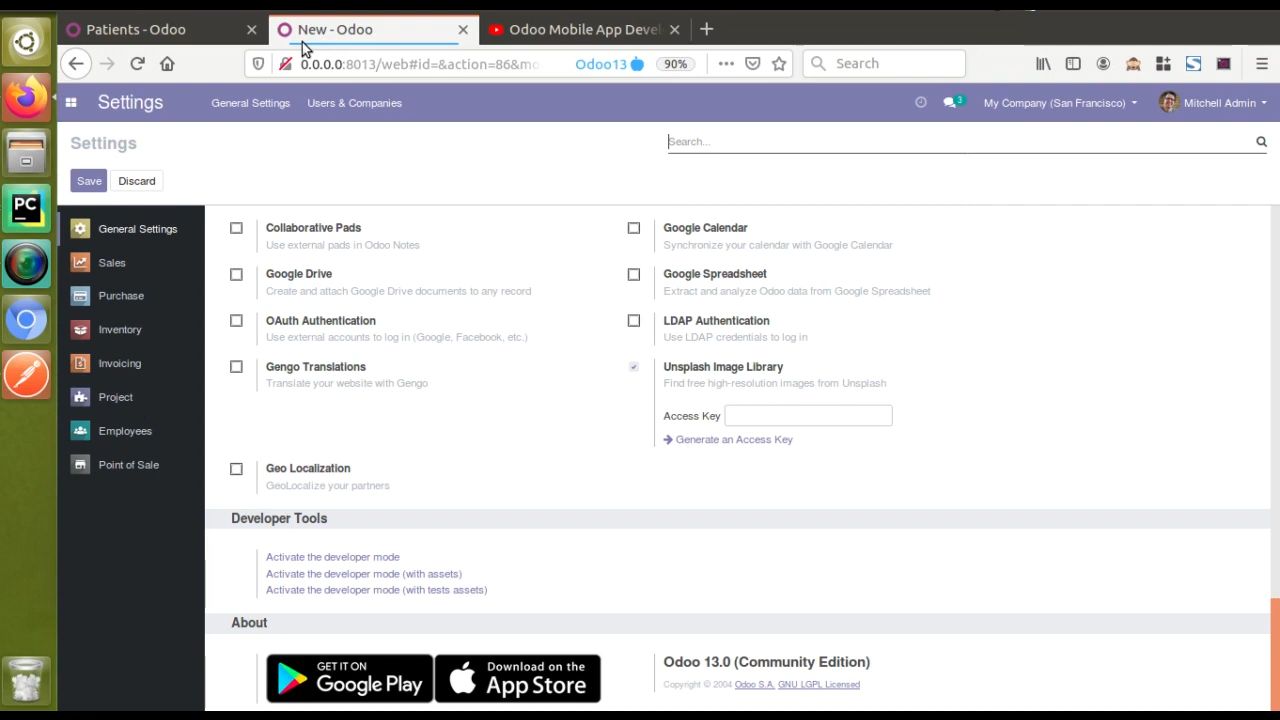 Patients - Odoo
New - Odoo
Odoo Mobile App Devel
0.0.0.0:8013/web#id=&action=86&mo
Odoo13
90%
Search
Settings
General Settings
Users & Companies
3
My Company (San Francisco)
Mitchell Admin
Settings
Search...
Save
Discard
General Settings
Sales
Purchase
Inventory
Invoicing
Project
Employees
Point of Sale
Collaborative Pads
Use external pads in Odoo Notes
Google Calendar
Synchronize your calendar with Google Calendar
Google Drive
Create and attach Google Drive documents to any record
Google Spreadsheet
Extract and analyze Odoo data from Google Spreadsheet
OAuth Authentication
Use external accounts to log in (Google, Facebook, etc.)
LDAP Authentication
Use LDAP credentials to log in
Gengo Translations
Translate your website with Gengo
Unsplash Image Library
Find free high-resolution images from Unsplash
Access Key
Generate an Access Key
Geo Localization
GeoLocalize your partners
Developer Tools
Activate the developer mode
Activate the developer mode (with assets)
Activate the developer mode (with tests assets)
About
GET IT ON
Google Play
Download on the
App Store
Odoo 13.0 (Community Edition)
Copyright © 2004 Odoo S.A. GNU LGPL Licensed
PC